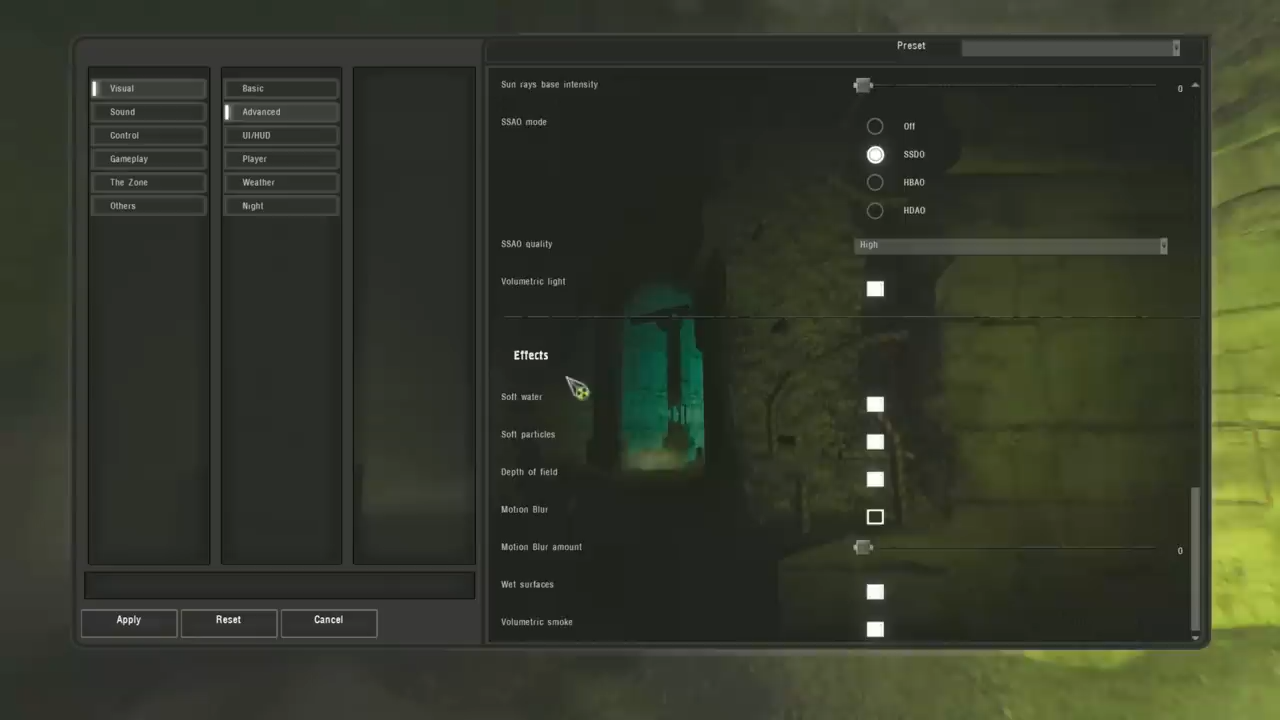 Preset
Visual
Sound
Control
Gameplay
The Zone
Others
Basic
Advanced
UI/HUD
Player
Weather
Night
Sun rays base intensity
0
SSAO mode
Off
SSDO
HBAO
HDAO
SSAO quality
High
Volumetric light
Effects
Soft water
Soft particles
Depth of field
Motion Blur
Motion Blur amount
0
Wet surfaces
Volumetric smoke
Apply
Reset
Cancel